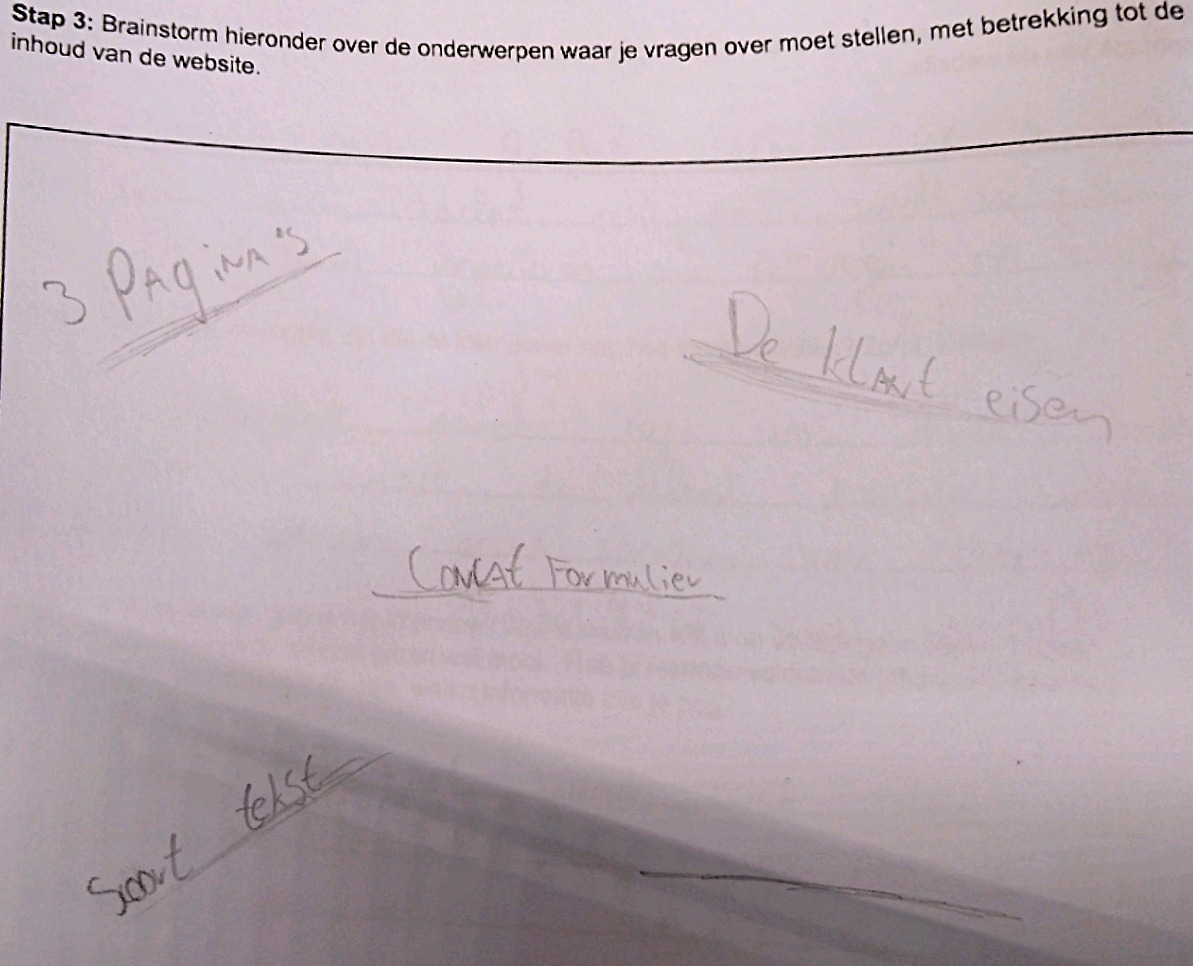 Stap 3: Brainstorm hieronder over de onderwerpen waar je vragen over moet stellen, met betrekking tot de
inhoud van de website.
3 Pagina's
De klant eisen
Contact Formulier
Soort tekst